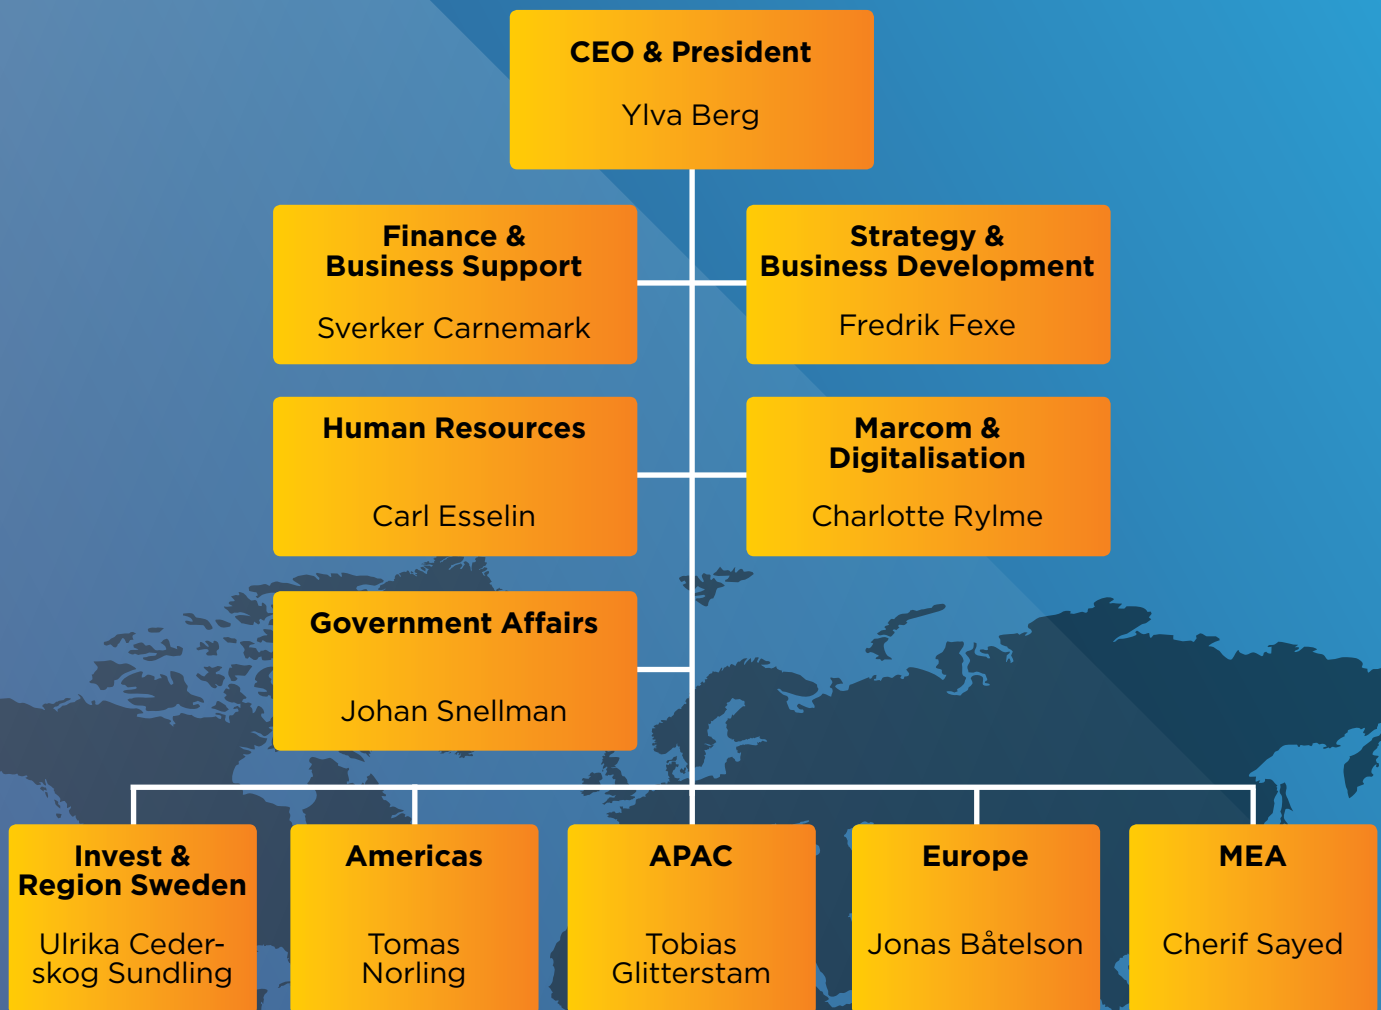 CEO & President
Ylva Berg
Finance &
Business Support
Sverker Carnemark
Strategy &
Business Development
Fredrik Fexe
Human Resources
Carl Esselin
Marcom &
Digitalisation
Charlotte Rylme
Government Affairs
Johan Snellman
Invest &
Region Sweden
Ulrika Ceder-
skog Sundling
Americas
Tomas
Norling
APAC
Tobias
Glitterstam
Europe
Jonas Båtelson
MEA
Cherif Sayed